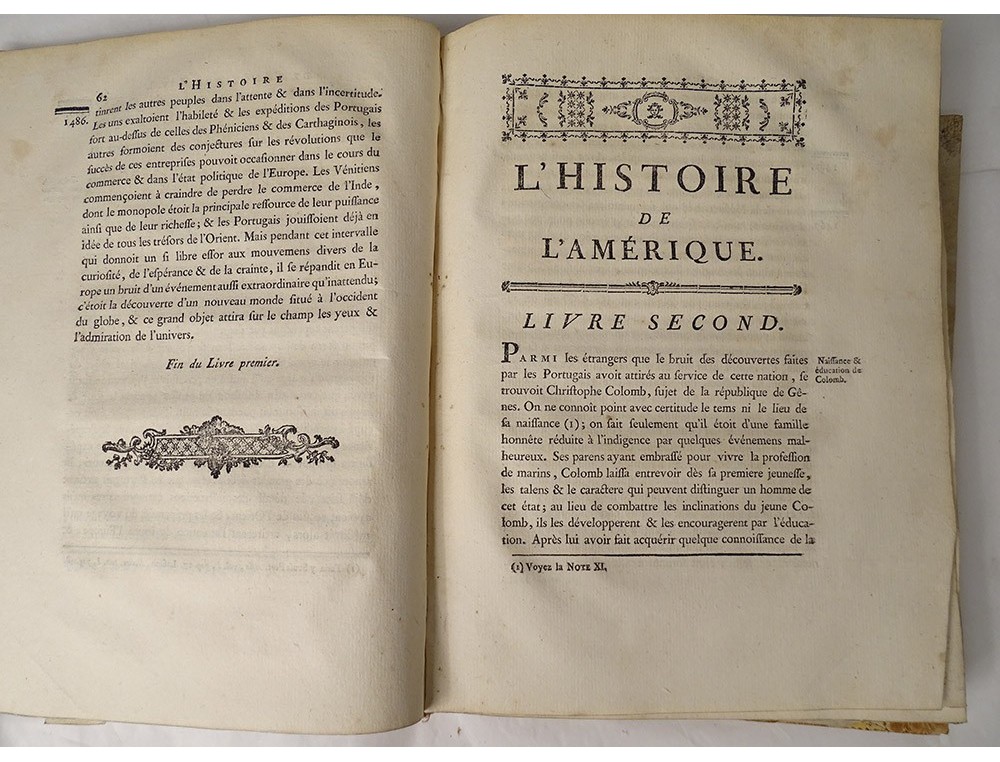 62
L'HISTOIRE
1486.
tinrent les autres peuples dans l'attente & dans l'incertitude.
Les uns exaltoient l'habileté & les expéditions des Portugais
fort au-deſſus de celles des Phéniciens & des Carthaginois, les
autres formoient des conjectures ſur les révolutions que le
ſuccès de ces entrepriſes pouvoit occaſionner dans le cours du
commerce & dans l'état politique de l'Europe. Les Vénitiens
commençoient à craindre de perdre le commerce de l'Inde,
dont le monopole étoit la principale reſſource de leur puiſſance
ainſi que de leur richeſſe; & les Portugais jouiſſoient déjà en
idée de tous les tréſors de l'Orient. Mais pendant cet intervalle
qui donnoit un ſi libre eſſor aux mouvemens divers de la
curioſité, de l'eſpérance & de la crainte, il ſe répandit en Eu-
rope un bruit d'un événement auſſi extraordinaire qu'inattendu;
c'étoit la découverte d'un nouveau monde ſitué à l'occident
du globe, & ce grand objet attira ſur le champ les yeux &
l'admiration de l'univers.
Fin du Livre premier.
L'HISTOIRE
DE
L'AMÉRIQUE.
LIVRE SECOND.
PARMI les étrangers que le bruit des découvertes faites
par les Portugais avoit attirés au ſervice de cette nation, ſe
trouvoit Chriſtophe Colomb, ſujet de la république de Gê-
nes. On ne connoît point avec certitude le tems ni le lieu de
ſa naiſſance (1); on ſait ſeulement qu'il étoit d'une famille
honnête réduite à l'indigence par quelques événemens mal-
heureux. Ses parens ayant embraſſé pour vivre la profeſſion
de marins, Colomb laiſſa entrevoir dès ſa premiere jeuneſſe,
les talens & le caractere qui peuvent diſtinguer un homme de
cet état; au lieu de combattre les inclinations du jeune Co-
lomb, ils les développerent & les encouragerent par l'éduca-
tion. Après lui avoir fait acquérir quelque connoiſſance de la
Naiſſance &
éducation de
Colomb.
(1) Voyez la NOTE XI.